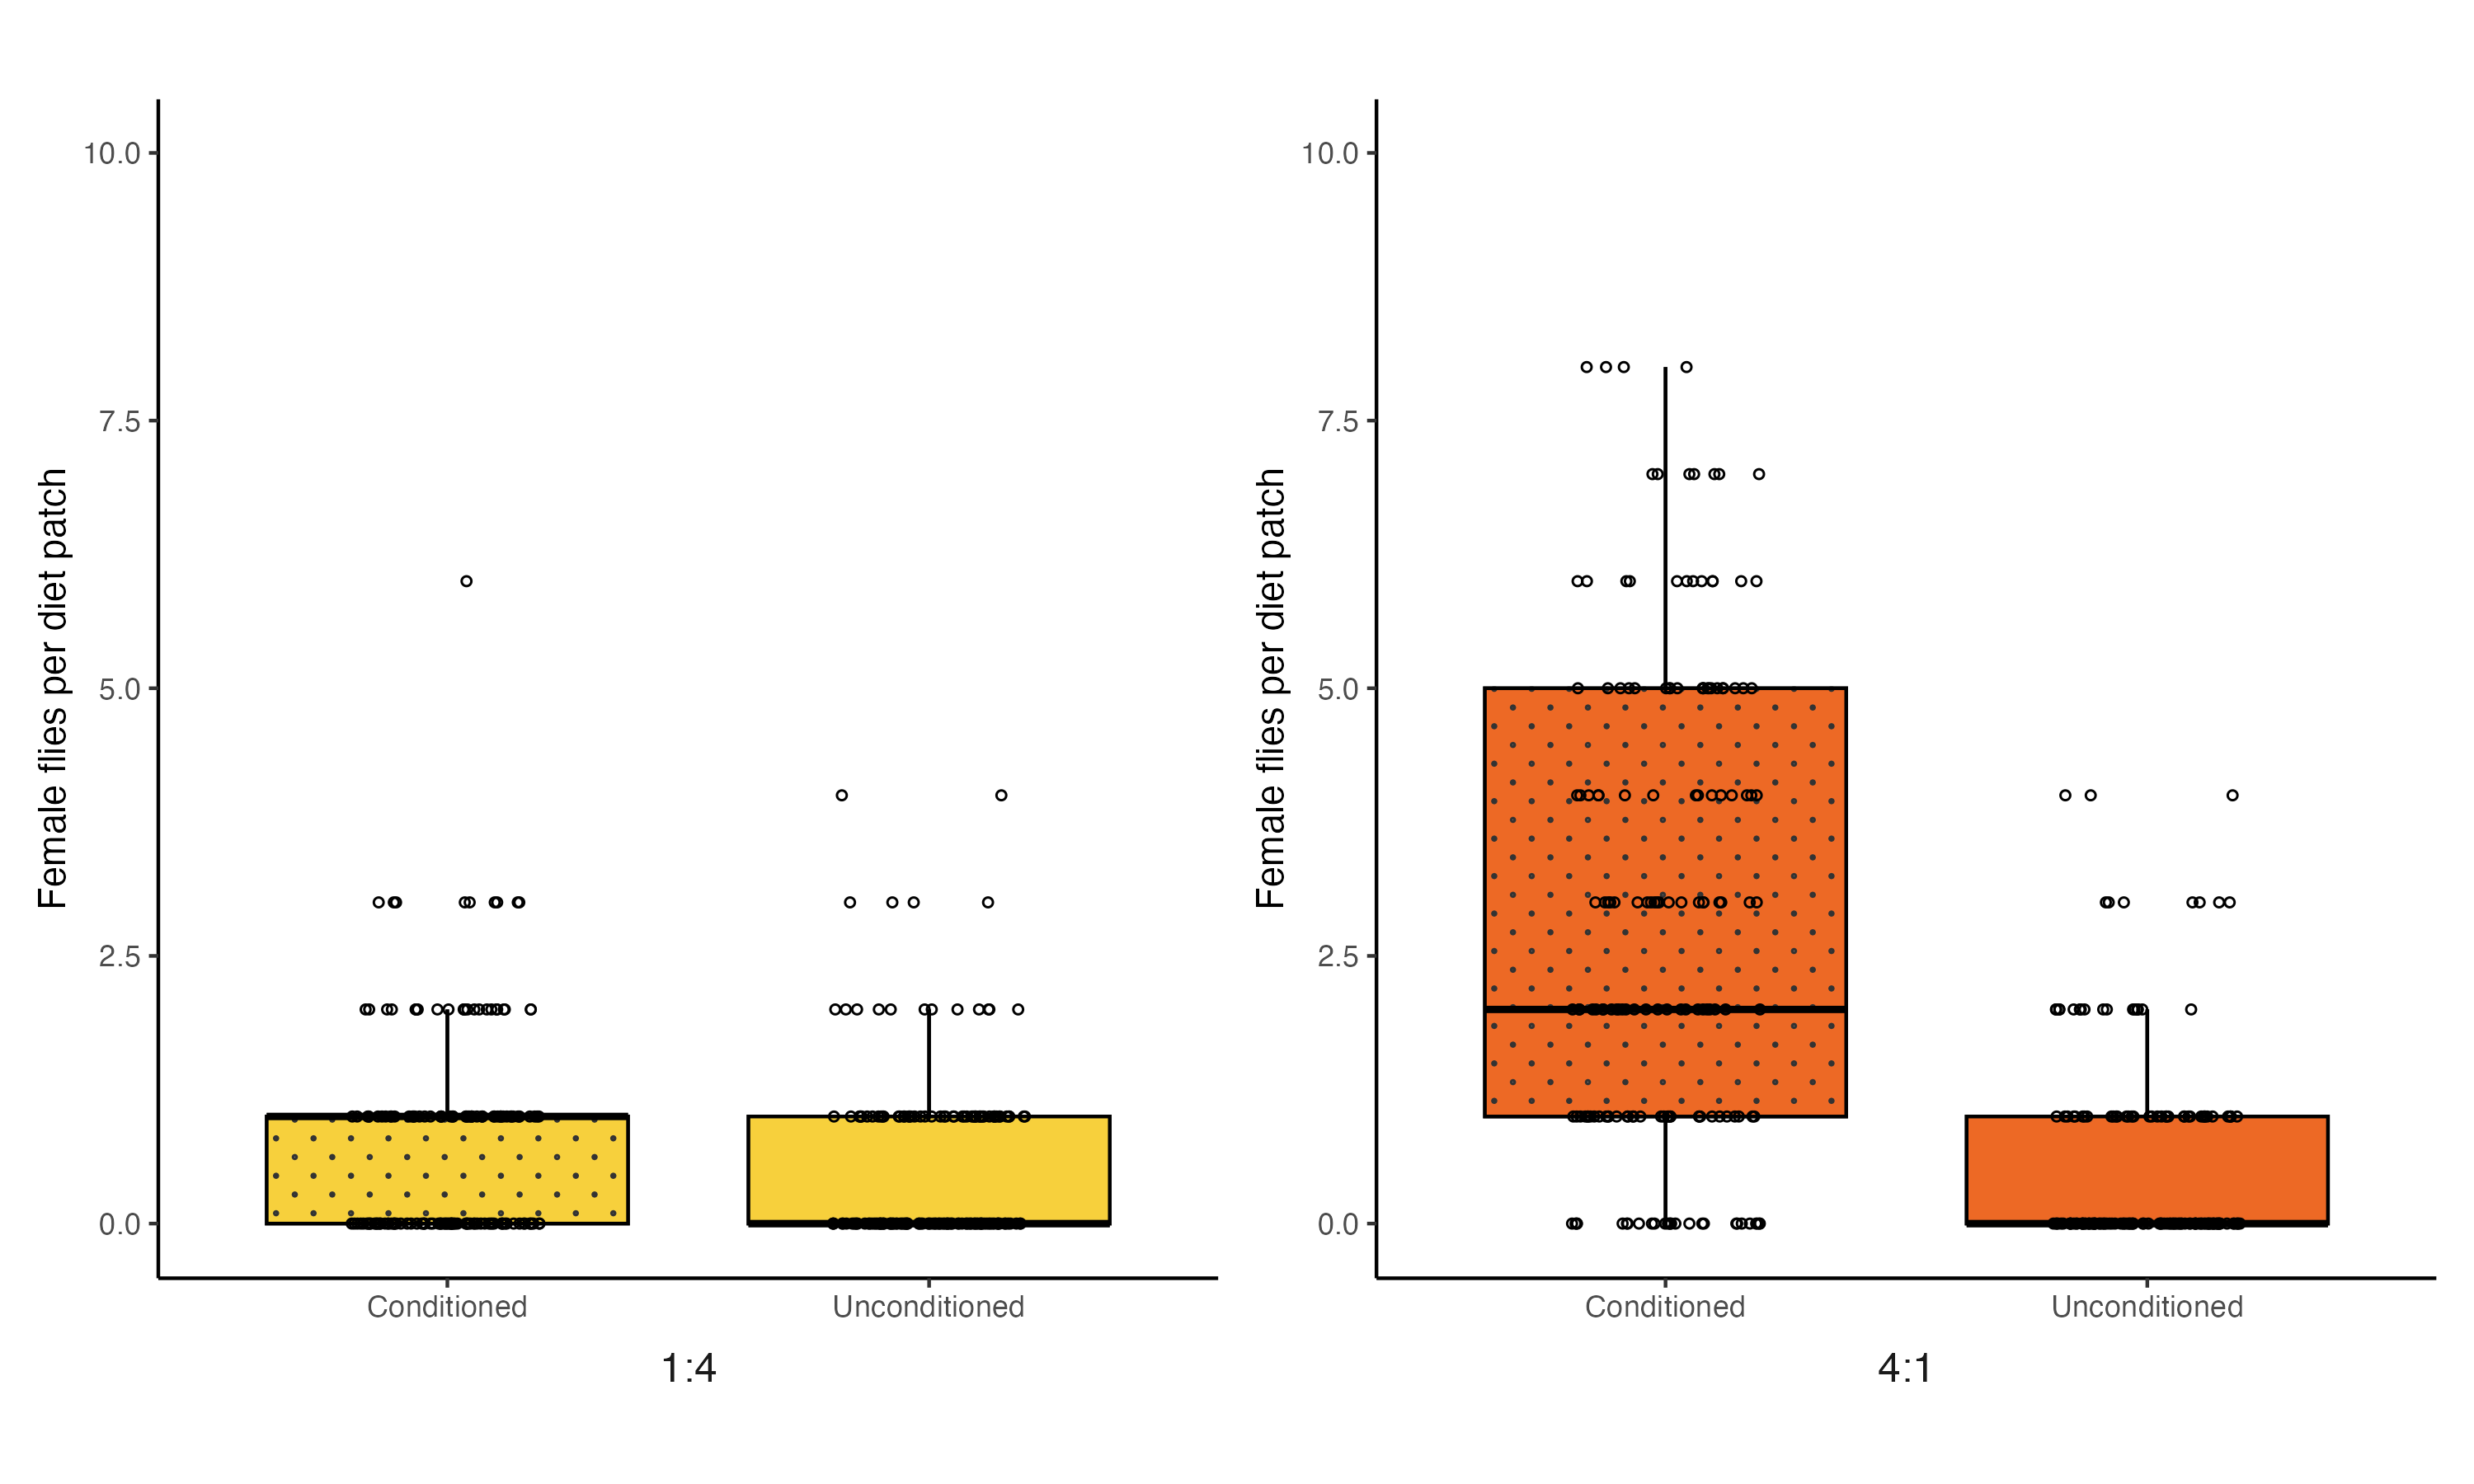 Female flies per diet patch
10.0
7.5
5.0
2.5
0.0
Conditioned
Unconditioned
1:4
Female flies per diet patch
10.0
7.5
5.0
2.5
0.0
Conditioned
Unconditioned
4:1